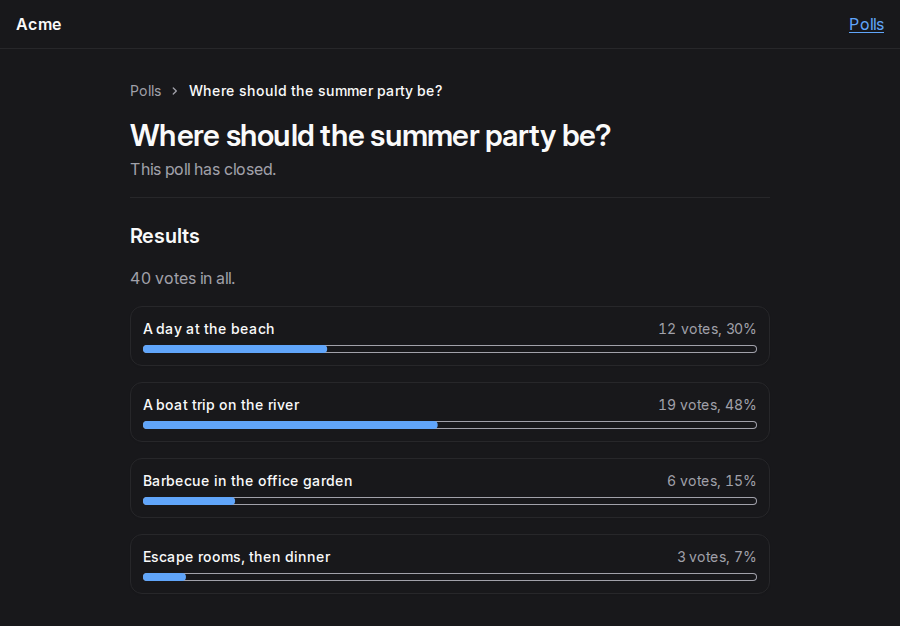 Acme
Polls
Polls › Where should the summer party be?
Where should the summer party be?
This poll has closed.
Results
40 votes in all.
A day at the beach
12 votes, 30%
A boat trip on the river
19 votes, 48%
Barbecue in the office garden
6 votes, 15%
Escape rooms, then dinner
3 votes, 7%